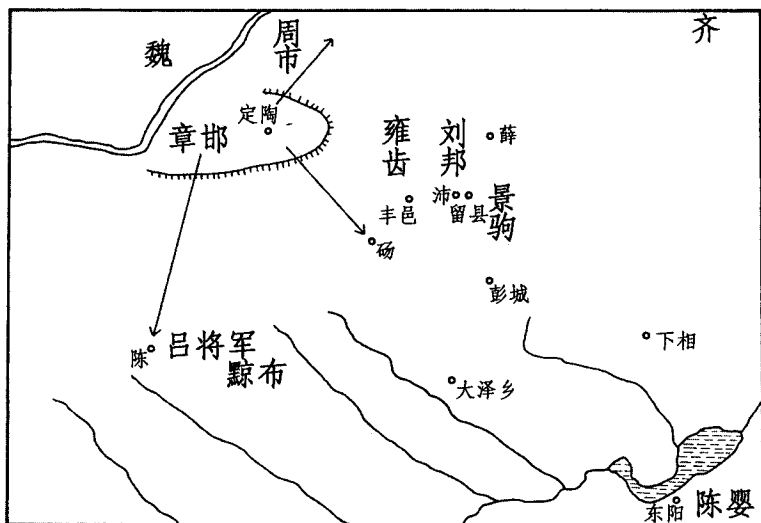 齐
周市
魏
定陶
章邯
雍齿
刘邦
薛
沛
留县
景驹
丰邑
砀
彭城
下相
陈
吕将军
黥布
大泽乡
东阳
陈婴